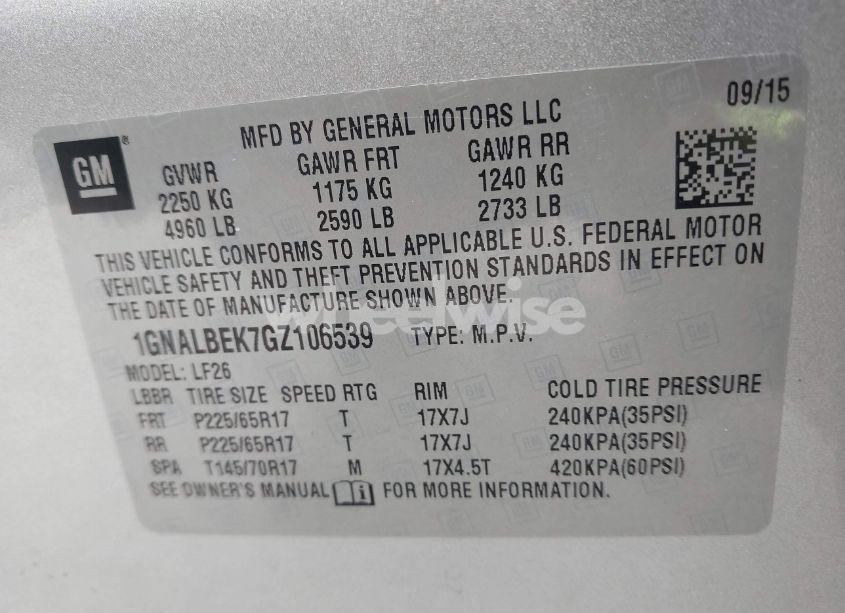 09/15
MFD BY GENERAL MOTORS LLC
GM®
GVWR GAWR FRT GAWR RR
2250 KG 1175 KG 1240 KG
4960 LB 2590 LB 2733 LB
THIS VEHICLE CONFORMS TO ALL APPLICABLE U.S. FEDERAL MOTOR
VEHICLE SAFETY AND THEFT PREVENTION STANDARDS IN EFFECT ON
THE DATE OF MANUFACTURE SHOWN ABOVE.
wheelwise
1GNALBEK7GZ106539 TYPE: M.P.V.
MODEL: LF26
LBBR TIRE SIZE SPEED RTG RIM COLD TIRE PRESSURE
FRT P225/65R17 T 17X7J 240KPA(35PSI)
RR P225/65R17 T 17X7J 240KPA(35PSI)
SPA T145/70R17 M 17X4.5T 420KPA(60PSI)
SEE OWNER'S MANUAL i FOR MORE INFORMATION.